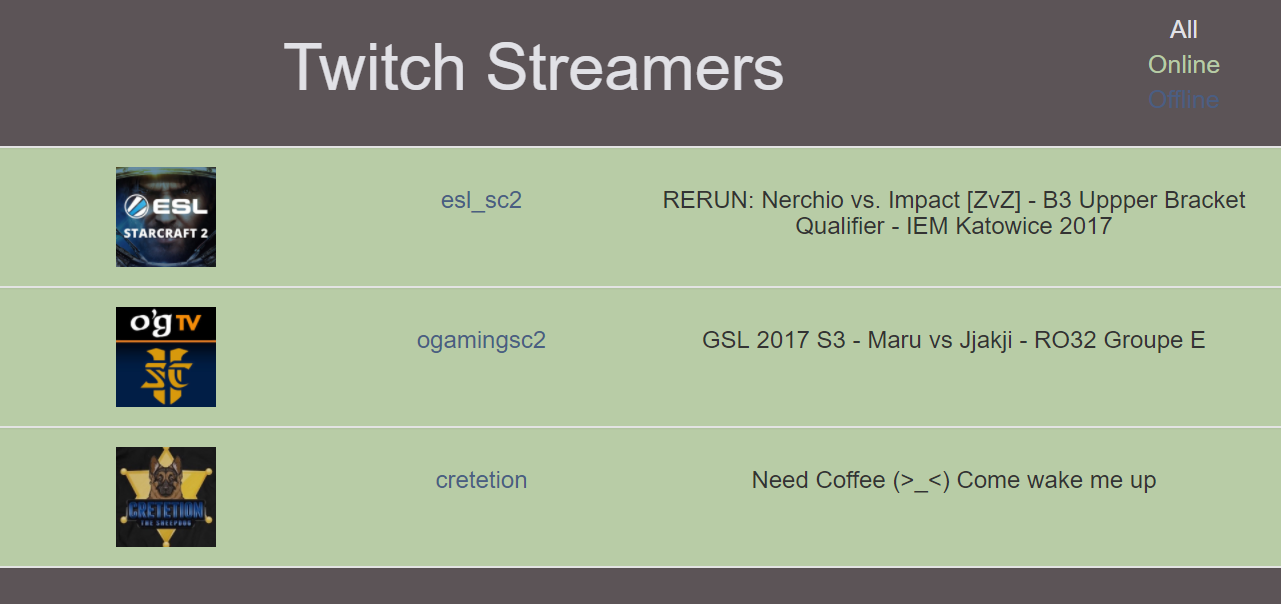 Twitch Streamers
All
Online
Offline
ESL
STARCRAFT 2
esl_sc2
RERUN: Nerchio vs. Impact [ZvZ] - B3 Uppper Bracket
Qualifier - IEM Katowice 2017
o'g TV
SC
ogamingsc2
GSL 2017 S3 - Maru vs Jjakji - RO32 Groupe E
CRETETION
THE SHEEPDOG
cretetion
Need Coffee (>_<) Come wake me up